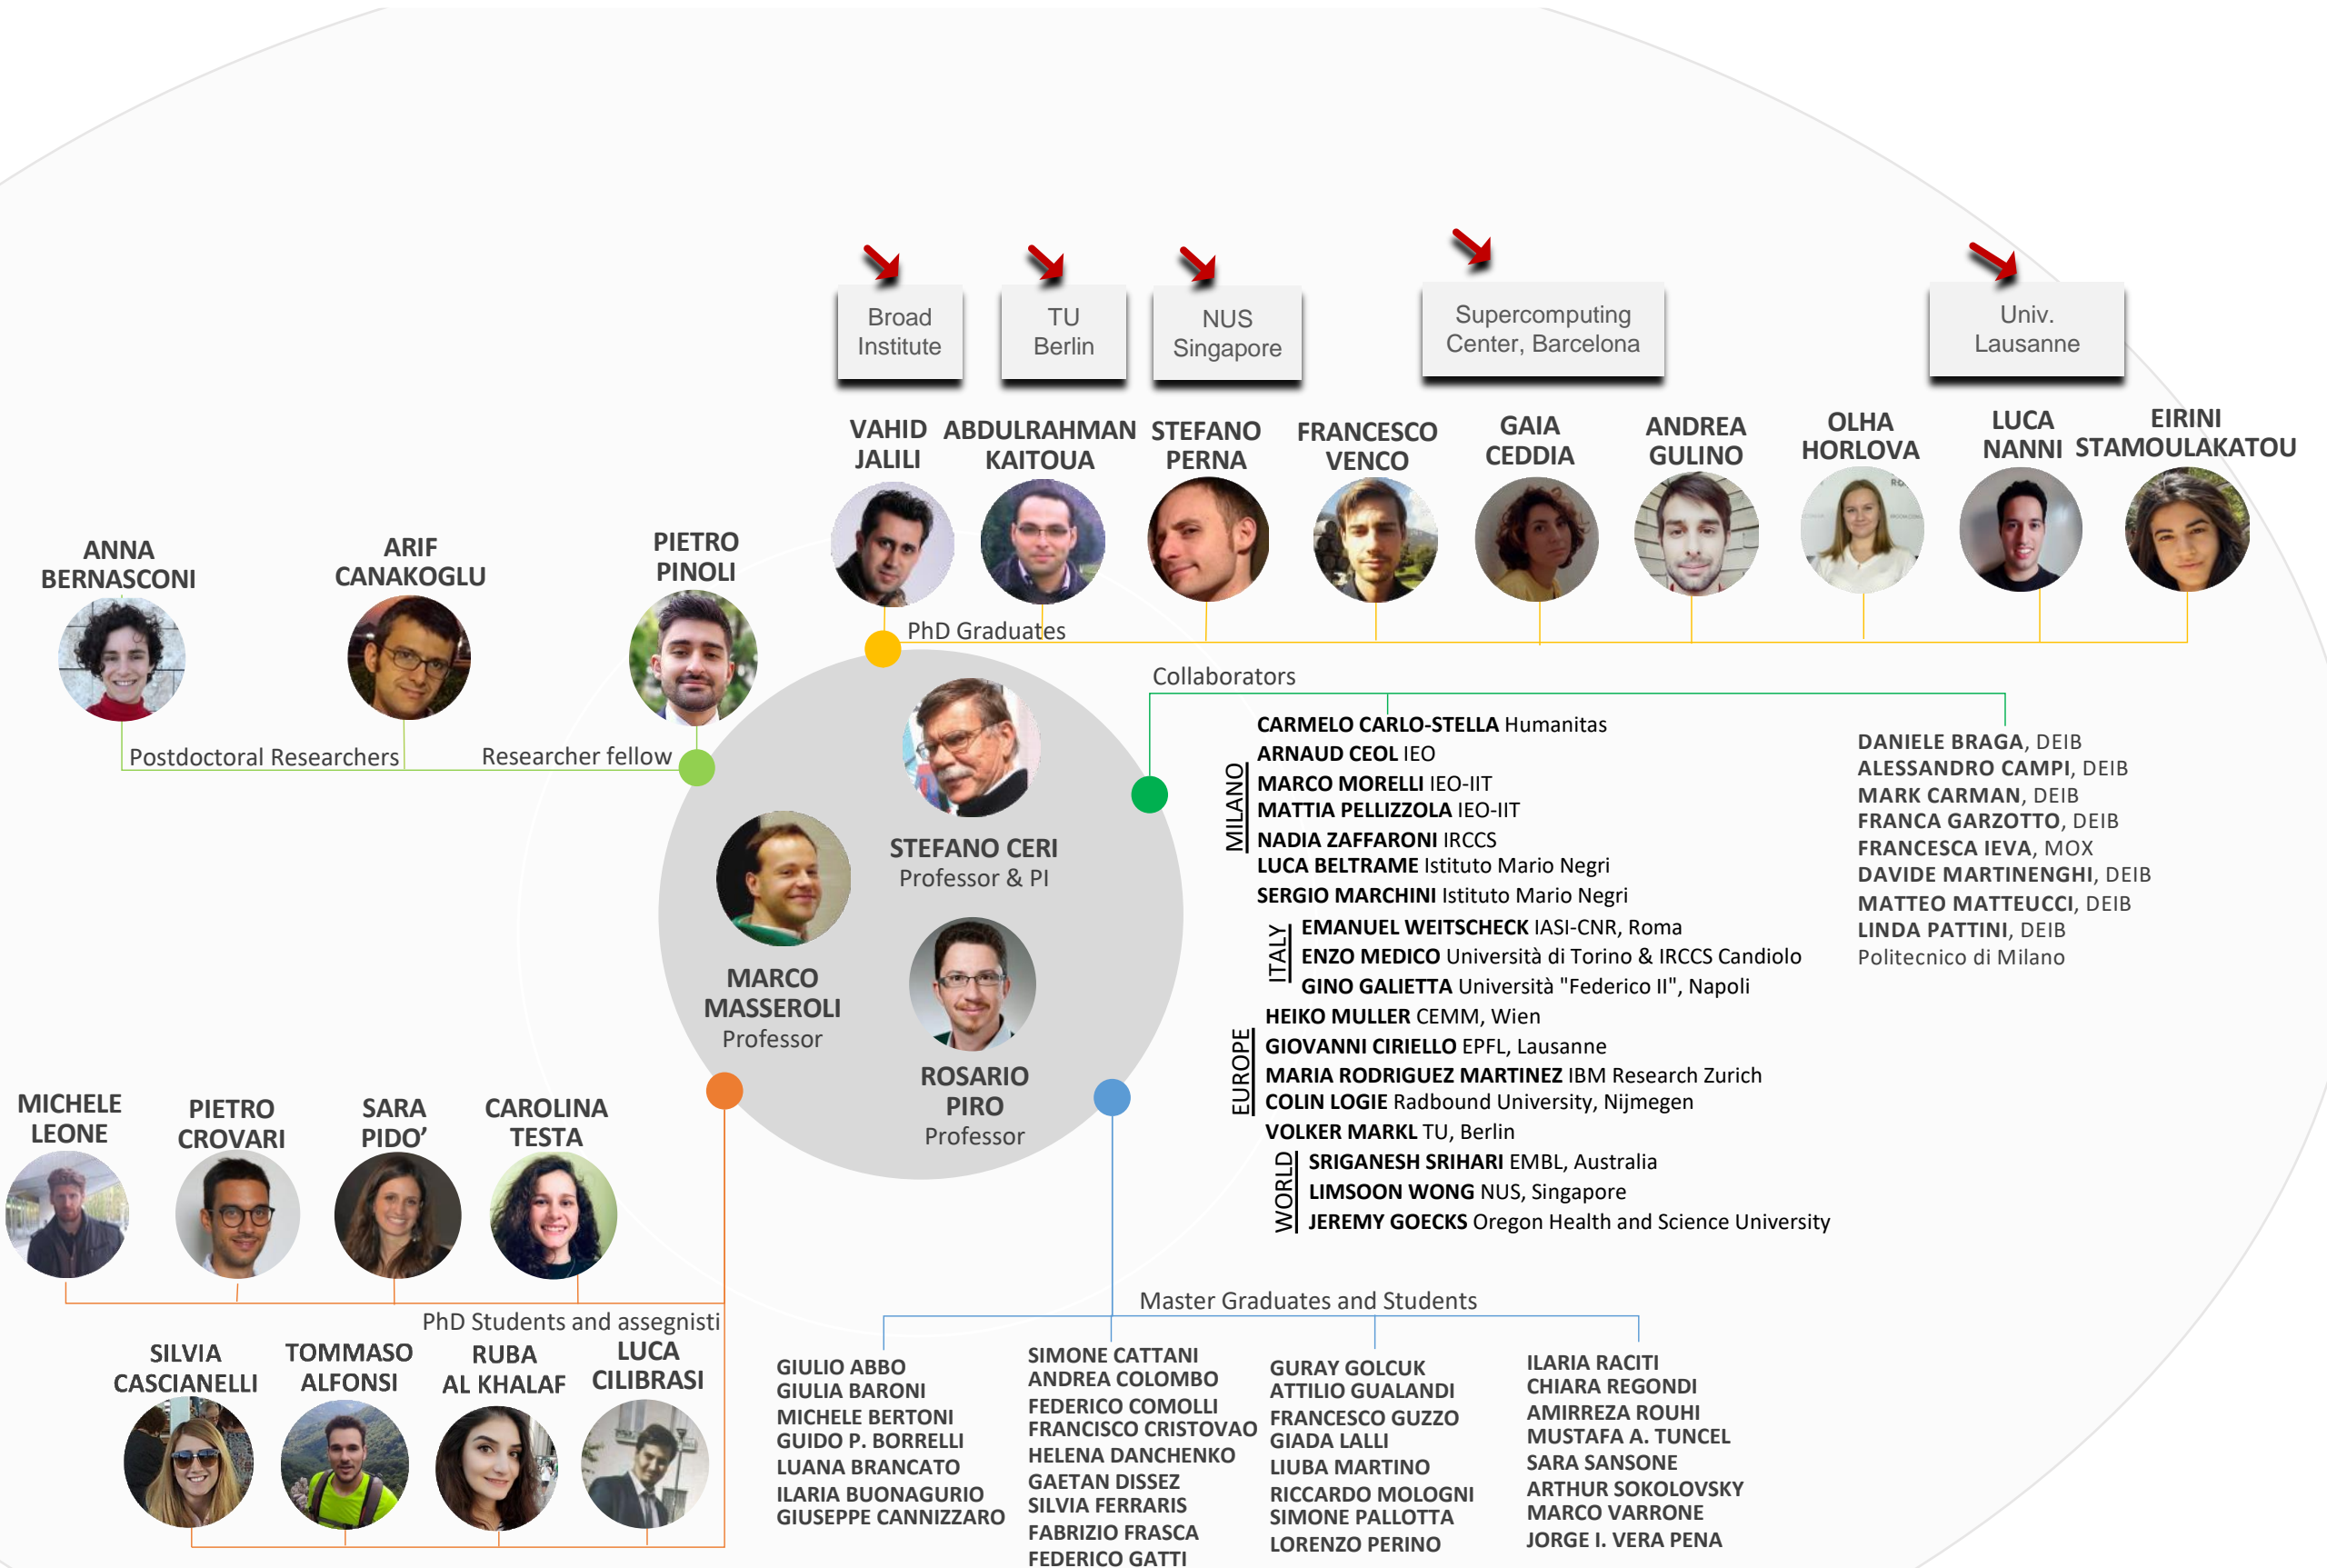 Broad
Institute
TU
Berlin
NUS
Singapore
Supercomputing
Center, Barcelona
Univ.
Lausanne
VAHID
JALILI
ABDULRAHMAN
KAITOUA
STEFANO
PERNA
FRANCESCO
VENCO
GAIA
CEDDIA
ANDREA
GULINO
OLHA
HORLOVA
LUCA
NANNI
EIRINI
STAMOULAKATOU
PhD Graduates
ANNA
BERNASCONI
ARIF
CANAKOGLU
PIETRO
PINOLI
Postdoctoral Researchers
Researcher fellow
STEFANO CERI
Professor & PI
MARCO
MASSEROLI
Professor
ROSARIO
PIRO
Professor
Collaborators
MILANO
CARMELO CARLO-STELLA Humanitas
ARNAUD CEOL IEO
MARCO MORELLI IEO-IIT
MATTIA PELLIZZOLA IEO-IIT
NADIA ZAFFARONI IRCCS
LUCA BELTRAME Istituto Mario Negri
SERGIO MARCHINI Istituto Mario Negri
ITALY
EMANUEL WEITSCHECK IASI-CNR, Roma
ENZO MEDICO Università di Torino & IRCCS Candiolo
GINO GALIETTA Università "Federico II", Napoli
EUROPE
HEIKO MULLER CEMM, Wien
GIOVANNI CIRIELLO EPFL, Lausanne
MARIA RODRIGUEZ MARTINEZ IBM Research Zurich
COLIN LOGIE Radbound University, Nijmegen
VOLKER MARKL TU, Berlin
WORLD
SRIGANESH SRIHARI EMBL, Australia
LIMSOON WONG NUS, Singapore
JEREMY GOECKS Oregon Health and Science University
DANIELE BRAGA, DEIB
ALESSANDRO CAMPI, DEIB
MARK CARMAN, DEIB
FRANCA GARZOTTO, DEIB
FRANCESCA IEVA, MOX
DAVIDE MARTINENGHI, DEIB
MATTEO MATTEUCCI, DEIB
LINDA PATTINI, DEIB
Politecnico di Milano
MICHELE
LEONE
PIETRO
CROVARI
SARA
PIDO’
CAROLINA
TESTA
PhD Students and assegnisti
SILVIA
CASCIANELLI
TOMMASO
ALFONSI
RUBA
AL KHALAF
LUCA
CILIBRASI
Master Graduates and Students
GIULIO ABBO
GIULIA BARONI
MICHELE BERTONI
GUIDO P. BORRELLI
LUANA BRANCATO
ILARIA BUONAGURIO
GIUSEPPE CANNIZZARO
SIMONE CATTANI
ANDREA COLOMBO
FEDERICO COMOLLI
FRANCISCO CRISTOVAO
HELENA DANCHENKO
GAETAN DISSEZ
SILVIA FERRARIS
FABRIZIO FRASCA
FEDERICO GATTI
GURAY GOLCUK
ATTILIO GUALANDI
FRANCESCO GUZZO
GIADA LALLI
LIUBA MARTINO
RICCARDO MOLOGNI
SIMONE PALLOTTA
LORENZO PERINO
ILARIA RACITI
CHIARA REGONDI
AMIRREZA ROUHI
MUSTAFA A. TUNCEL
SARA SANSONE
ARTHUR SOKOLOVSKY
MARCO VARRONE
JORGE I. VERA PENA